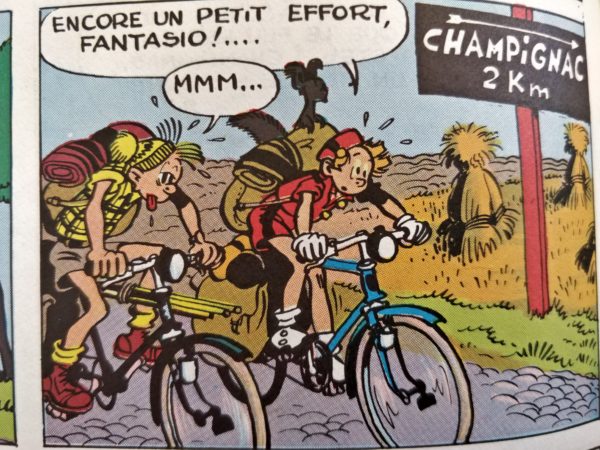 ENCORE UN PETIT EFFORT,
FANTASIO!....
MMM...
CHAMPIGNAC
2 Km